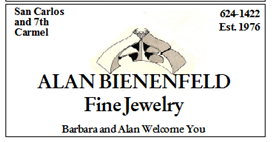 San Carlos
and 7th
Carmel
624-1422
Est. 1976
ALAN BIENENFELD
Fine Jewelry
Barbara and Alan Welcome You